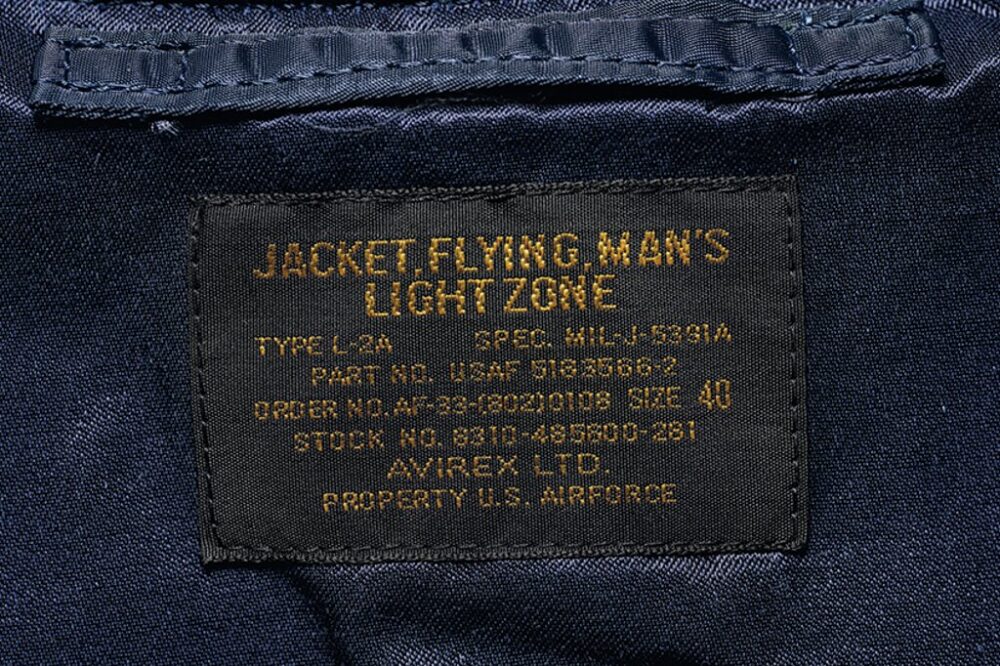 JACKET, FLYING, MAN'S
LIGHT ZONE
TYPE L-2A SPEC. MIL-J-5391A
PART NO. USAF 5183566-2
ORDER NO. AF-33-(802)0108 SIZE 40
STOCK NO. 8310-485600-281
AVIREX LTD.
PROPERTY U.S. AIRFORCE